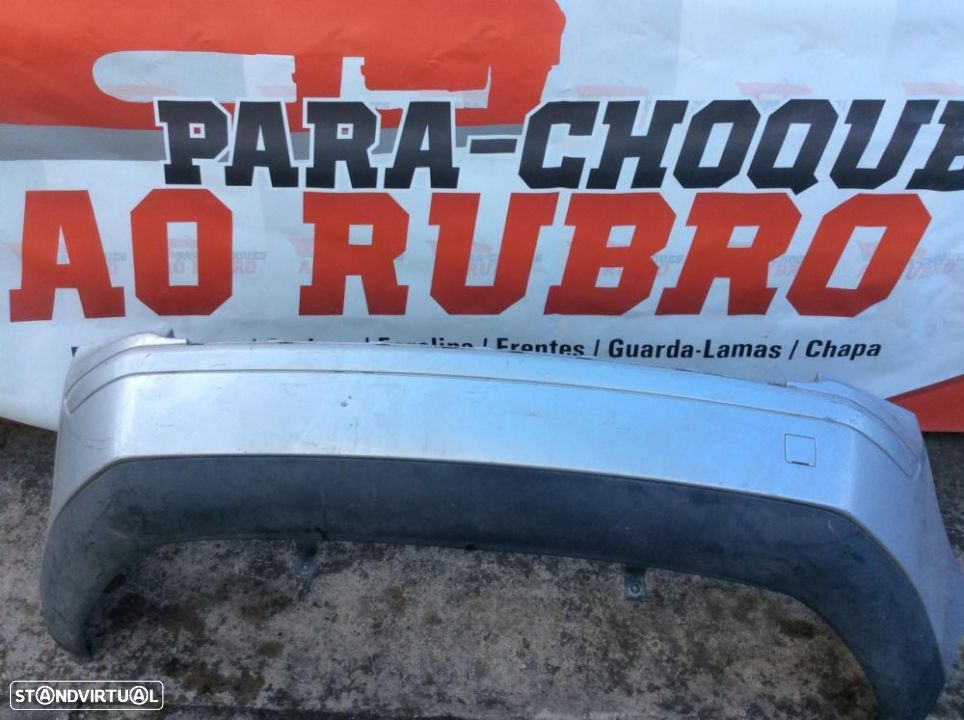 PARA-CHOQUE
AO RUBRO
/ Frentes / Guarda-Lamas / Chapa
STANDVIRTUAL